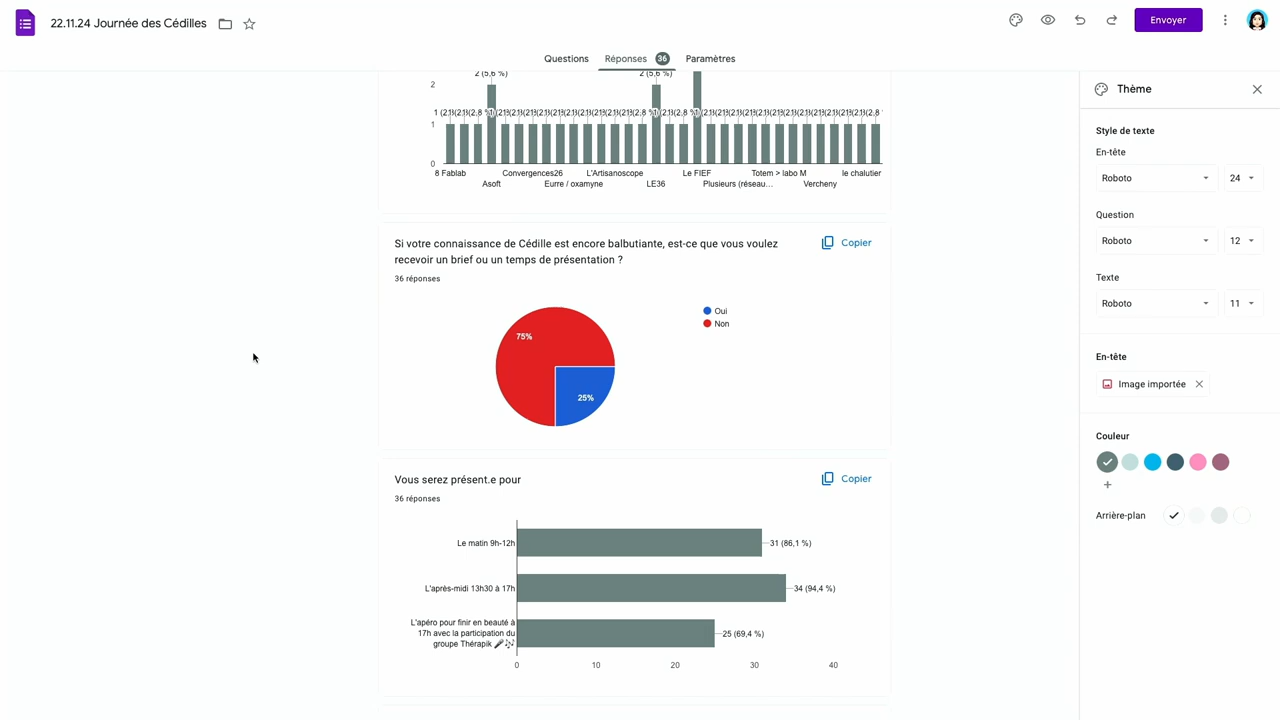 22.11.24 Journée des Cédilles
Envoyer
Questions
Réponses 36
Paramètres
Thème
2 (5,6 %)
2 (5,6 %)
2
1
0
8 Fablab
Convergences26
L'Artisanoscope
Le FIEF
Totem > labo M
le chalutier
Asoft
Eurre / oxamyne
LE36
Plusieurs (réseau…
Vercheny
Si votre connaissance de Cédille est encore balbutiante, est-ce que vous voulez
recevoir un brief ou un temps de présentation ?
Copier
36 réponses
75%
25%
Oui
Non
Vous serez présent.e pour
Copier
36 réponses
Le matin 9h-12h
31 (86,1 %)
L'après-midi 13h30 à 17h
34 (94,4 %)
L'apéro pour finir en beauté à
17h avec la participation du
groupe Thérapik 🎤🎶
25 (69,4 %)
0 10 20 30 40
Style de texte
En-tête
Roboto 24
Question
Roboto 12
Texte
Roboto 11
En-tête
Image importée
Couleur
Arrière-plan